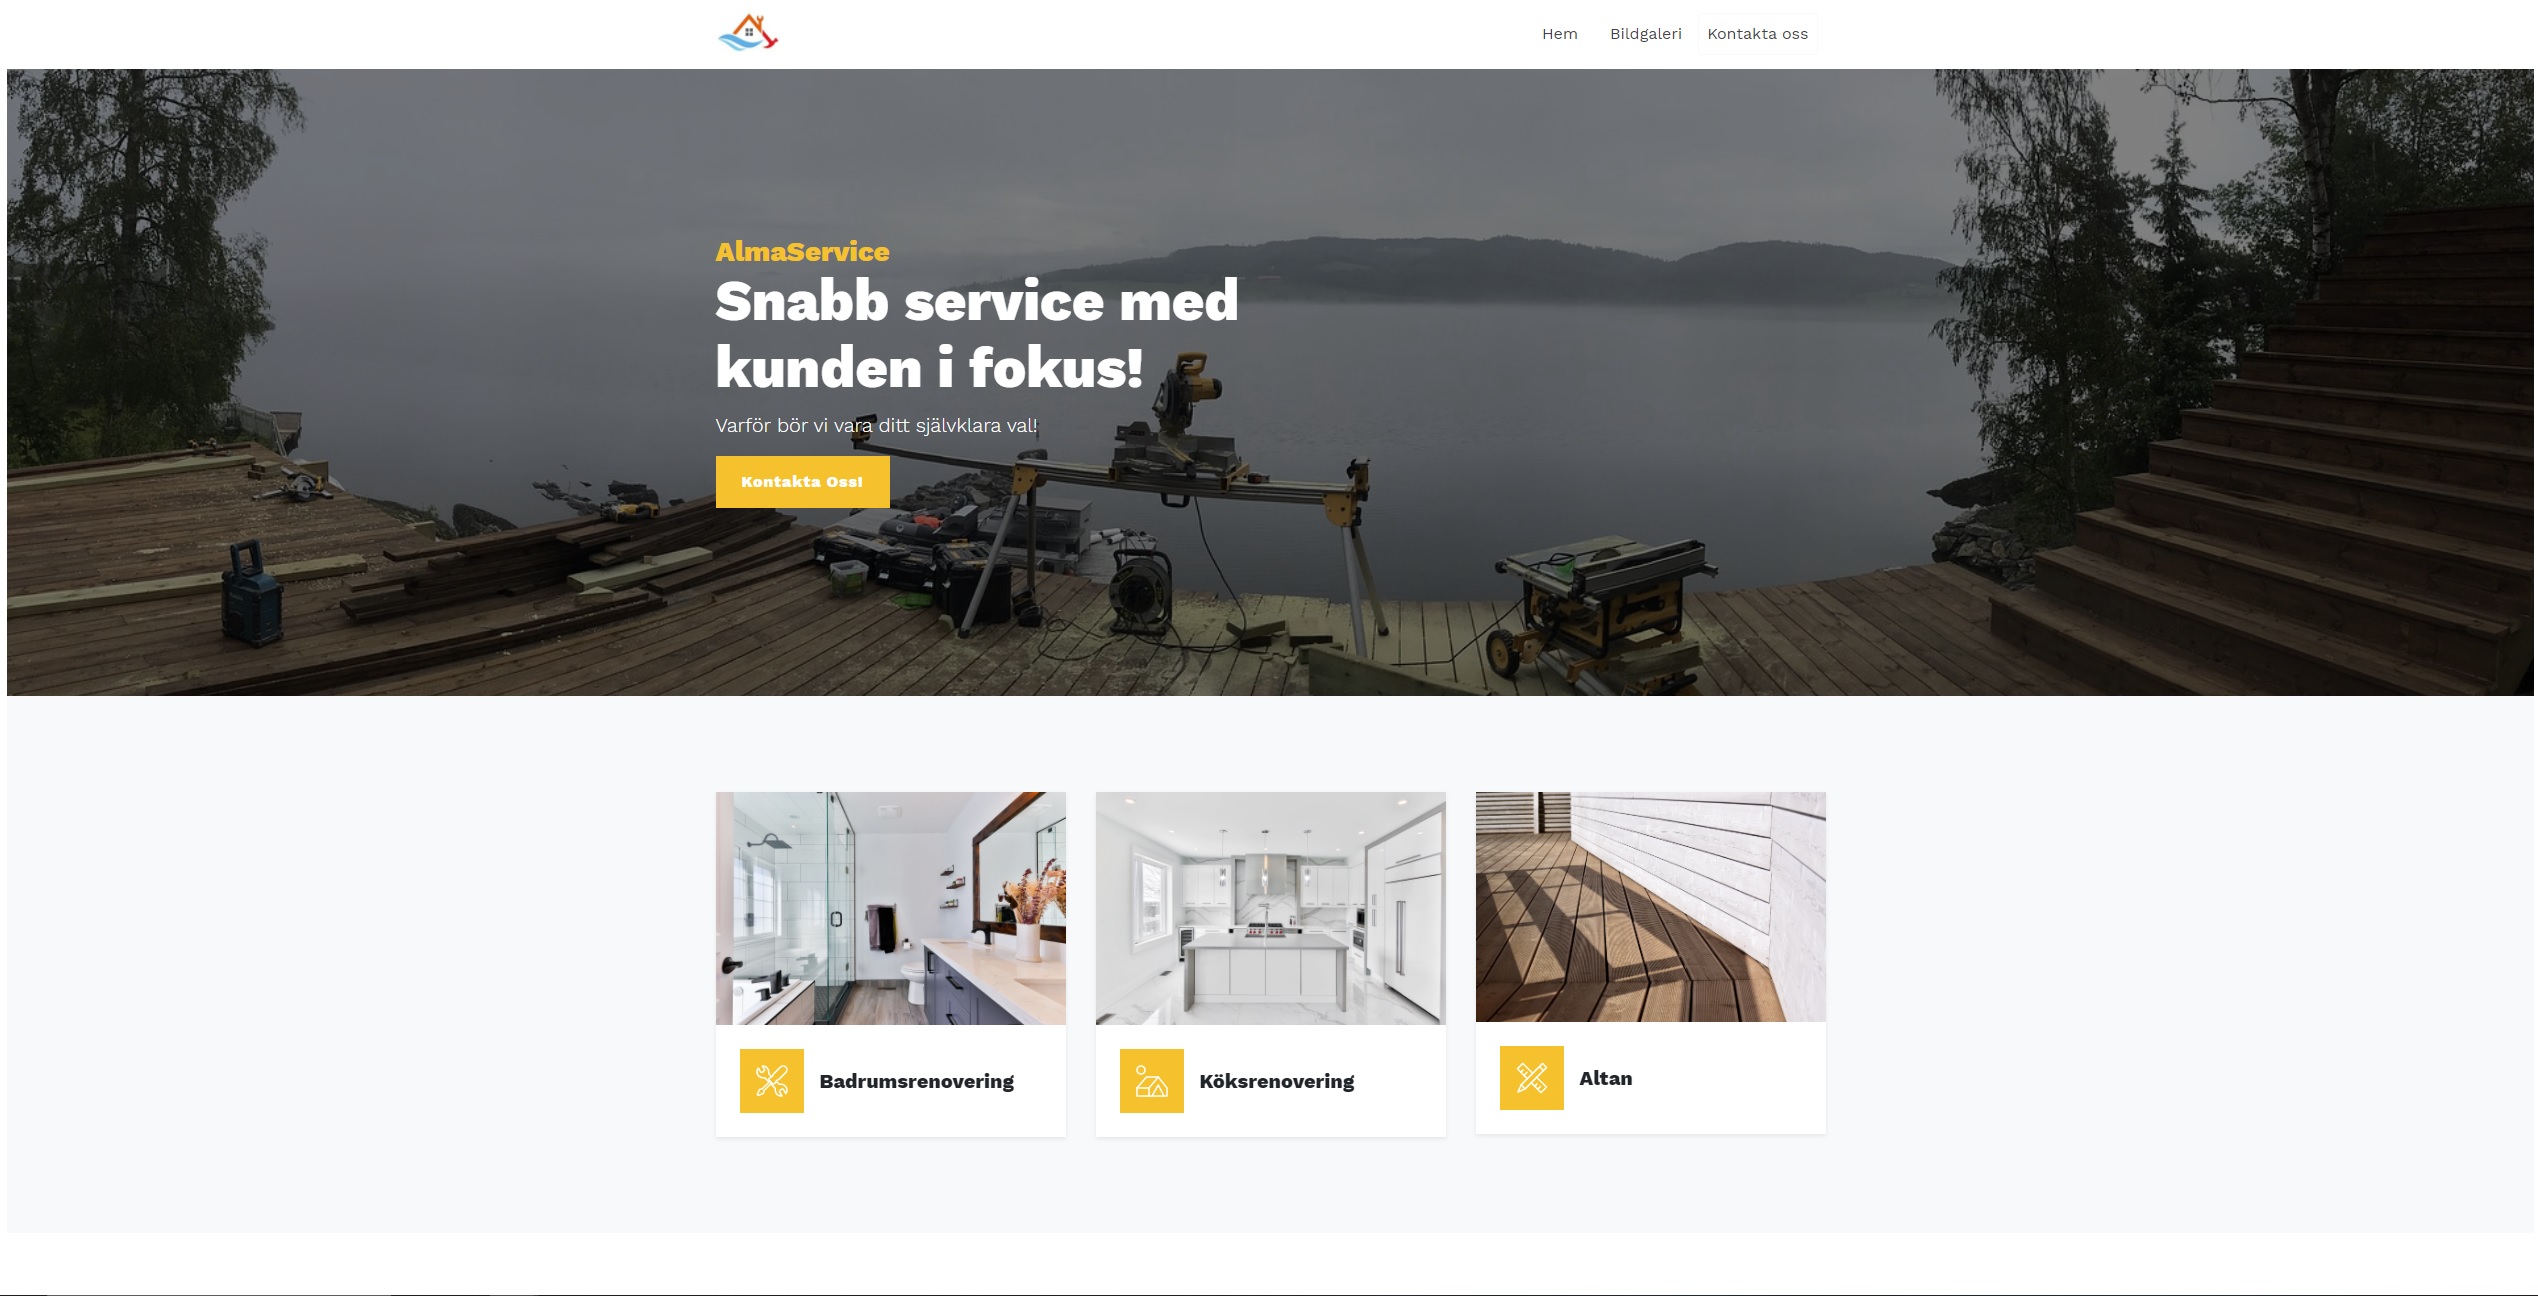 Hem Bildgaleri Kontakta oss
AlmaService
Snabb service med
kunden i fokus!
Varför bör vi vara ditt självklara val!
Kontakta Oss!
Badrumsrenovering
Köksrenovering
Altan